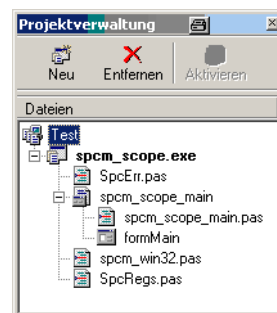 Projektverwaltung
Neu Entfernen Aktivieren
Dateien
Test
spcm_scope.exe
SpcErr.pas
spcm_scope_main
spcm_scope_main.pas
formMain
spcm_win32.pas
SpcRegs.pas